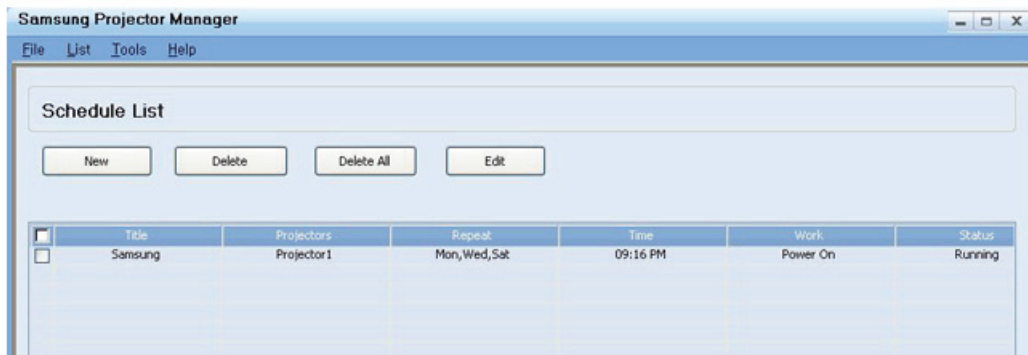 Samsung Projector Manager
File List Tools Help
Schedule List
New Delete Delete All Edit
Title Projectors Repeat Time Work Status
Samsung Projector1 Mon,Wed,Sat 09:16 PM Power On Running